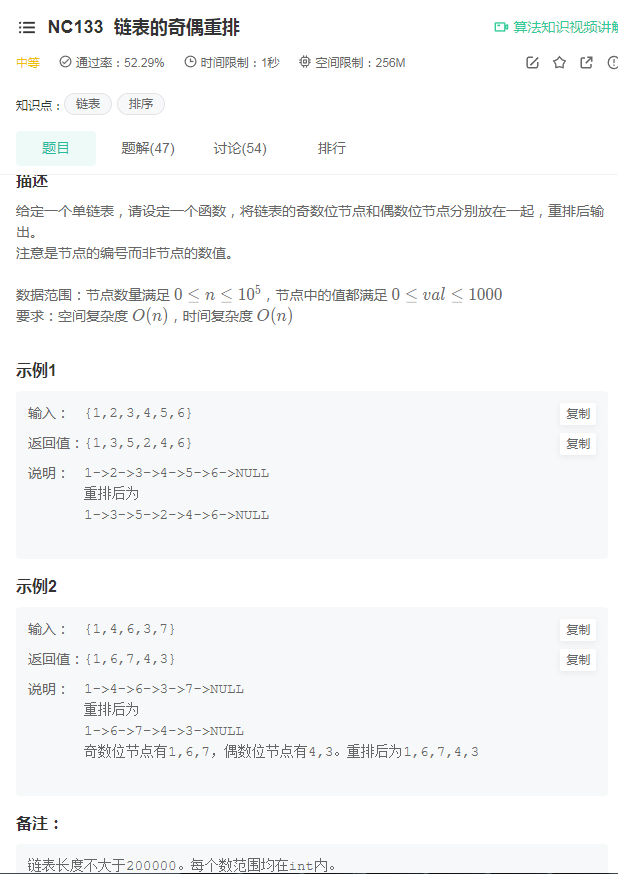 NC133 链表的奇偶重排
算法知识视频讲解
中等 通过率：52.29% 时间限制：1秒 空间限制：256M
知识点： 链表 排序
题目 题解(47) 讨论(54) 排行
描述
给定一个单链表，请设定一个函数，将链表的奇数位节点和偶数位节点分别放在一起，重排后输
出。
注意是节点的编号而非节点的数值。
数据范围：节点数量满足 0 ≤ n ≤ 10⁵，节点中的值都满足 0 ≤ val ≤ 1000
要求：空间复杂度 O(n)，时间复杂度 O(n)
示例1
输入： {1,2,3,4,5,6} 复制
返回值： {1,3,5,2,4,6} 复制
说明： 1->2->3->4->5->6->NULL
重排后为
1->3->5->2->4->6->NULL
示例2
输入： {1,4,6,3,7} 复制
返回值： {1,6,7,4,3} 复制
说明： 1->4->6->3->7->NULL
重排后为
1->6->7->4->3->NULL
奇数位节点有1,6,7，偶数位节点有4,3。重排后为1,6,7,4,3
备注：
链表长度不大于200000。每个数范围均在int内。